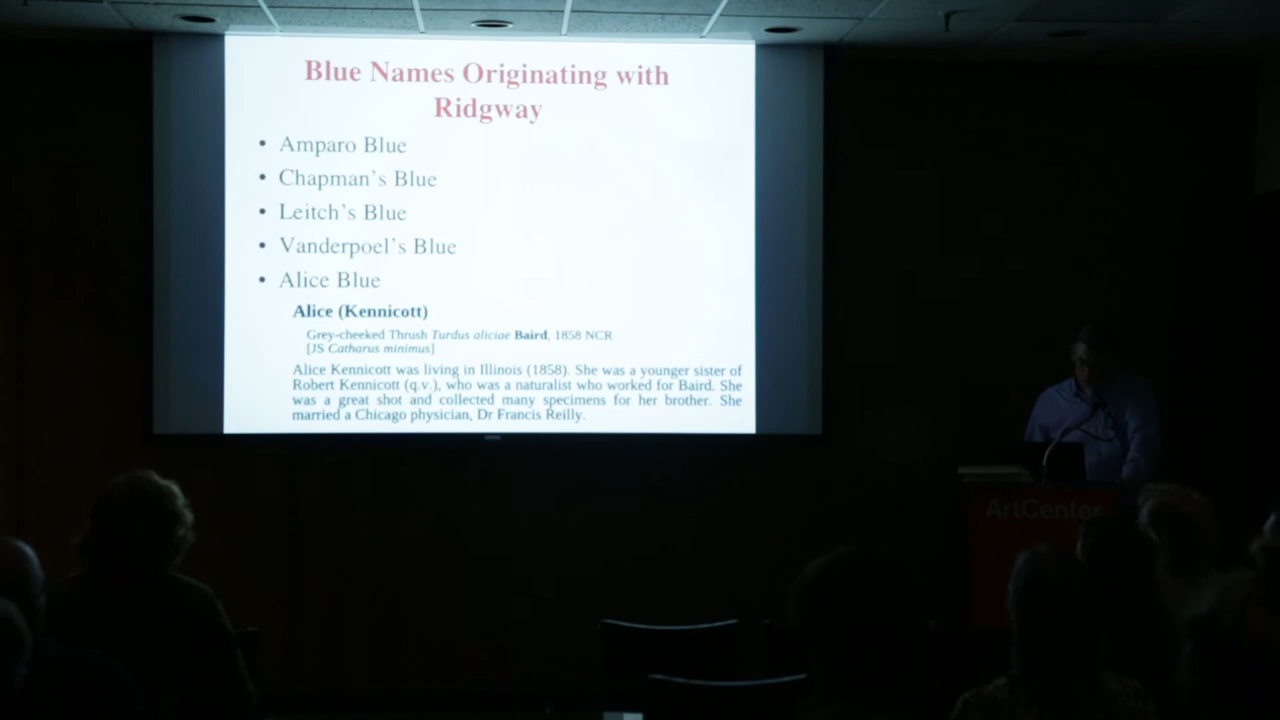 Blue Names Originating with
Ridgway
• Amparo Blue
• Chapman's Blue
• Leitch's Blue
• Vanderpoel's Blue
• Alice Blue
Alice (Kennicott)
Grey-cheeked Thrush Turdus aliciae Baird, 1858 NCR
[JS Catharus minimus]
Alice Kennicott was living in Illinois (1858). She was a younger sister of
Robert Kennicott (q.v.), who was a naturalist who worked for Baird. She
was a great shot and collected many specimens for her brother. She
married a Chicago physician, Dr Francis Reilly.
ArtCenter